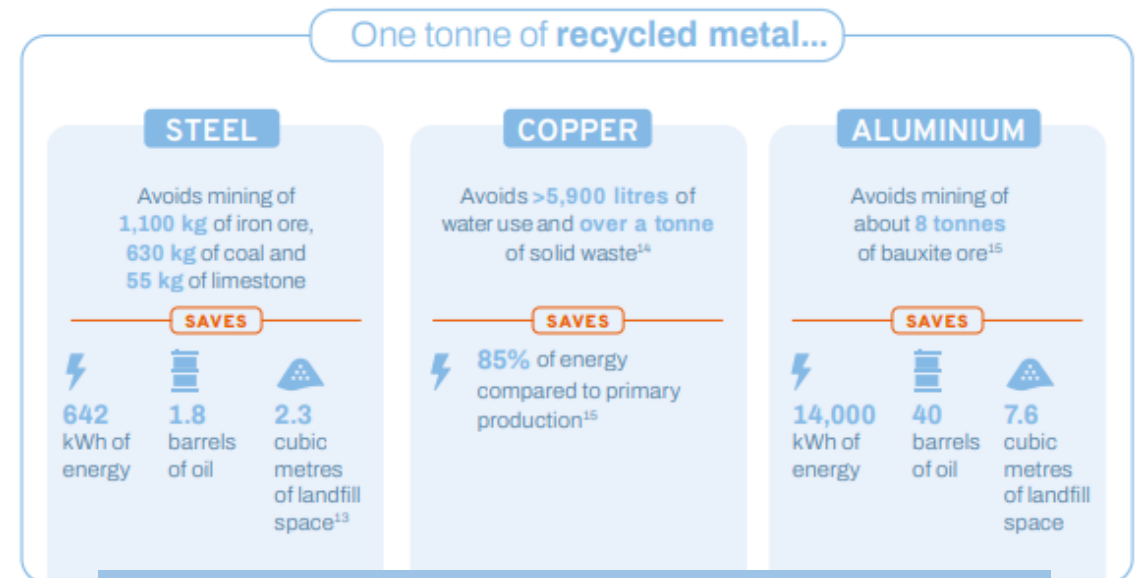 One tonne of recycled metal...
STEEL
Avoids mining of
1,100 kg of iron ore,
630 kg of coal and
55 kg of limestone
SAVES
642
kWh of
energy
1.8
barrels
of oil
2.3
cubic
metres
of landfill
space¹³
COPPER
Avoids >5,900 litres of
water use and over a tonne
of solid waste¹⁴
SAVES
85% of energy
compared to primary
production¹⁵
ALUMINIUM
Avoids mining of
about 8 tonnes
of bauxite ore¹⁵
SAVES
14,000
kWh of
energy
40
barrels
of oil
7.6
cubic
metres
of landfill
space